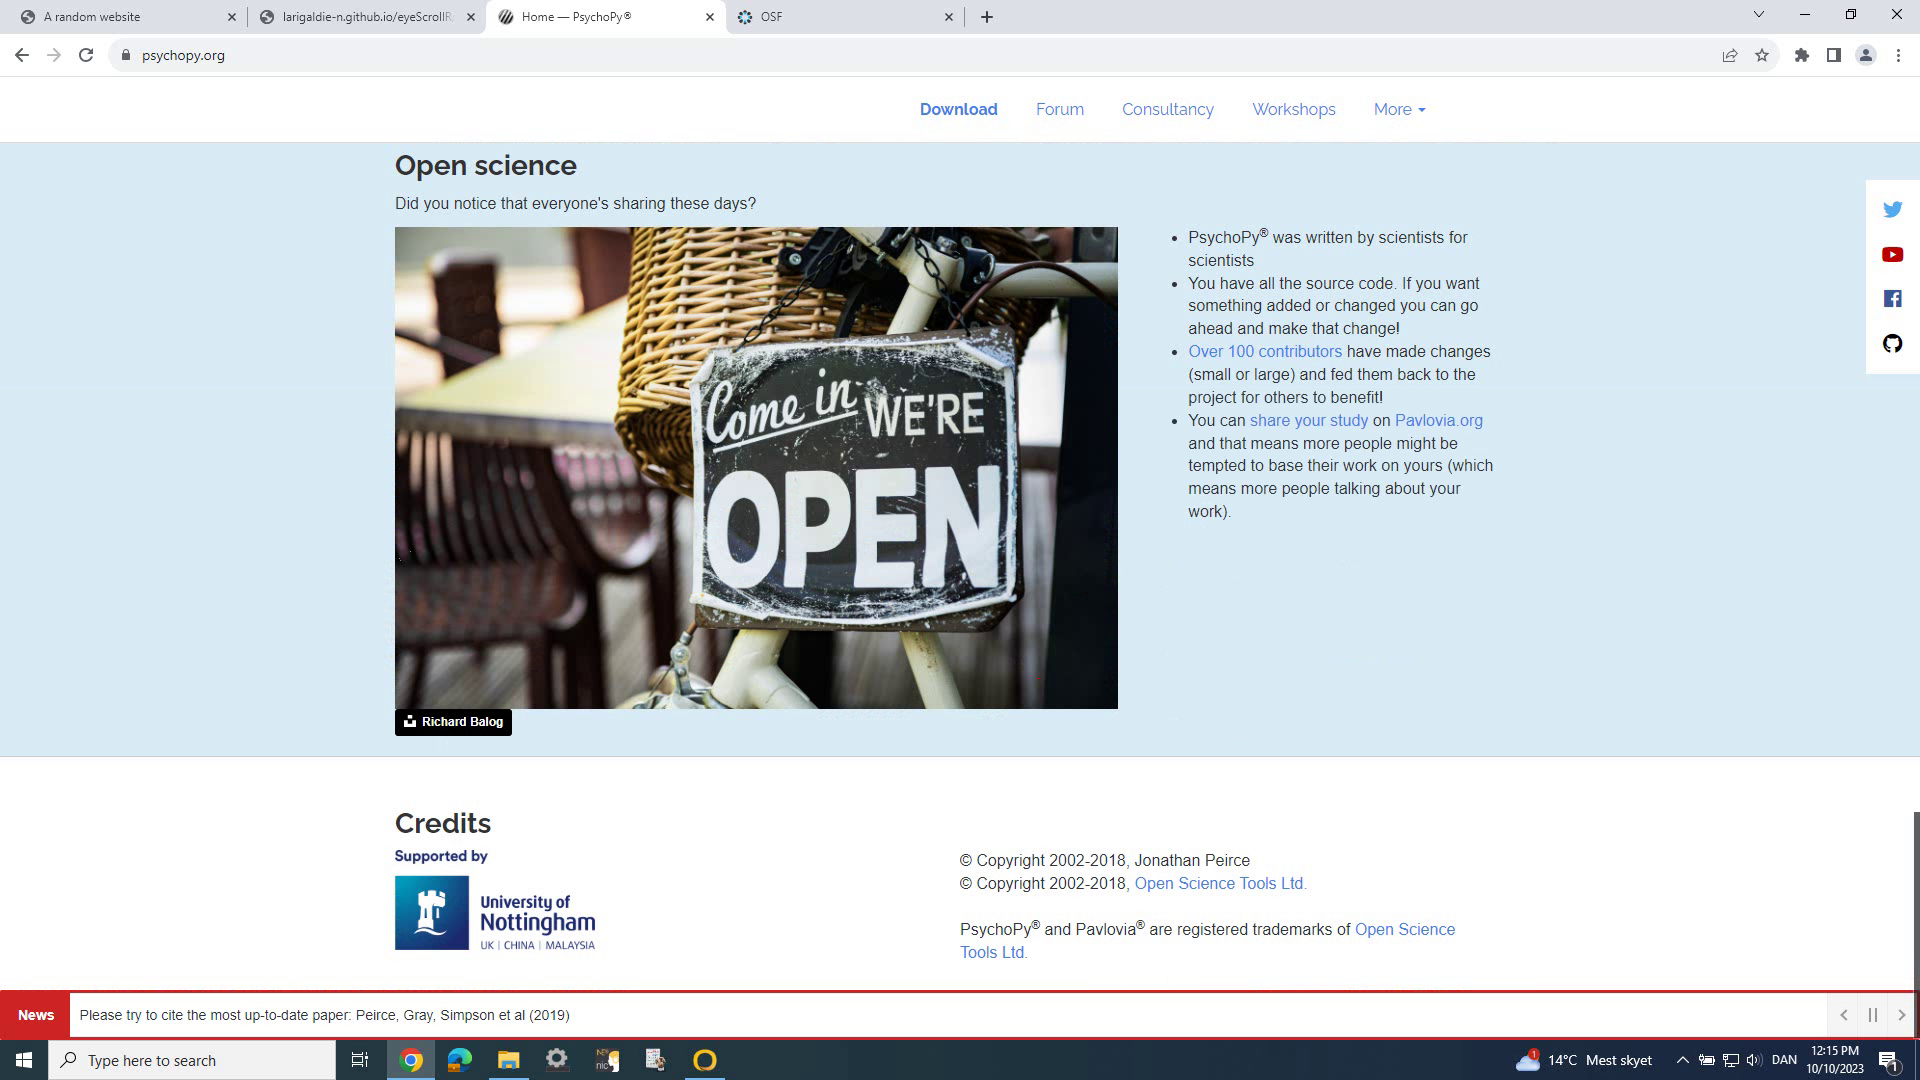 A random website
larigaldie-n.github.io/eyeScrollR
Home — PsychoPy®
OSF
psychopy.org
Download
Forum
Consultancy
Workshops
More
Open science
Did you notice that everyone's sharing these days?
Come in WE'RE
OPEN
Richard Balog
• PsychoPy® was written by scientists for
scientists
• You have all the source code. If you want
something added or changed you can go
ahead and make that change!
• Over 100 contributors have made changes
(small or large) and fed them back to the
project for others to benefit!
• You can share your study on Pavlovia.org
and that means more people might be
tempted to base their work on yours (which
means more people talking about your
work).
Credits
Supported by
University of
Nottingham
UK | CHINA | MALAYSIA
© Copyright 2002-2018, Jonathan Peirce
© Copyright 2002-2018, Open Science Tools Ltd.
PsychoPy® and Pavlovia® are registered trademarks of Open Science
Tools Ltd.
News
Please try to cite the most up-to-date paper: Peirce, Gray, Simpson et al (2019)
Type here to search
1
14°C Mest skyet
DAN
12:15 PM
10/10/2023
1